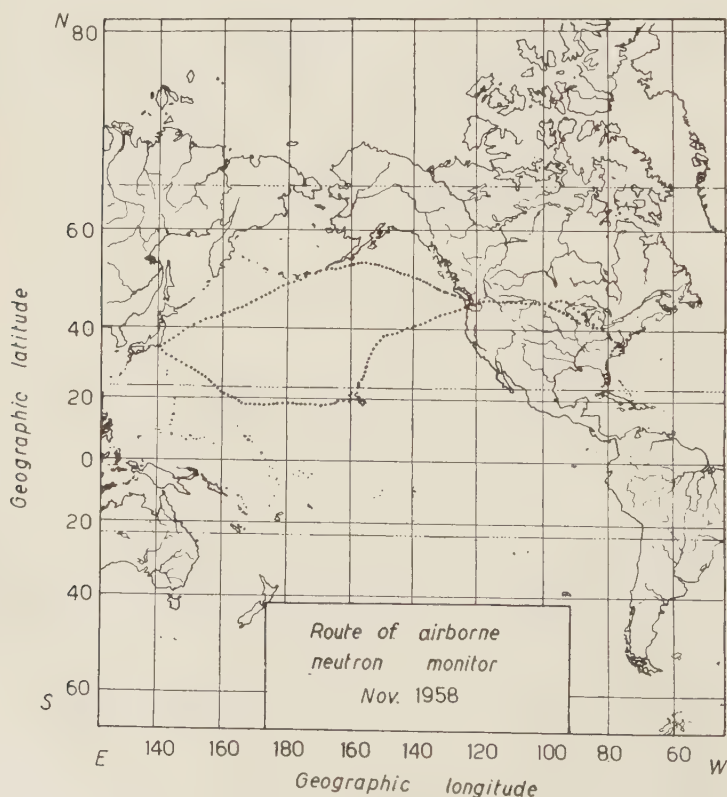 N
80
60
40
20
0
20
40
60
S
Geographic latitude
Route of airborne
neutron monitor
Nov. 1958
E 140 160 180 160 140 120 100 80 60 W
Geographic longitude